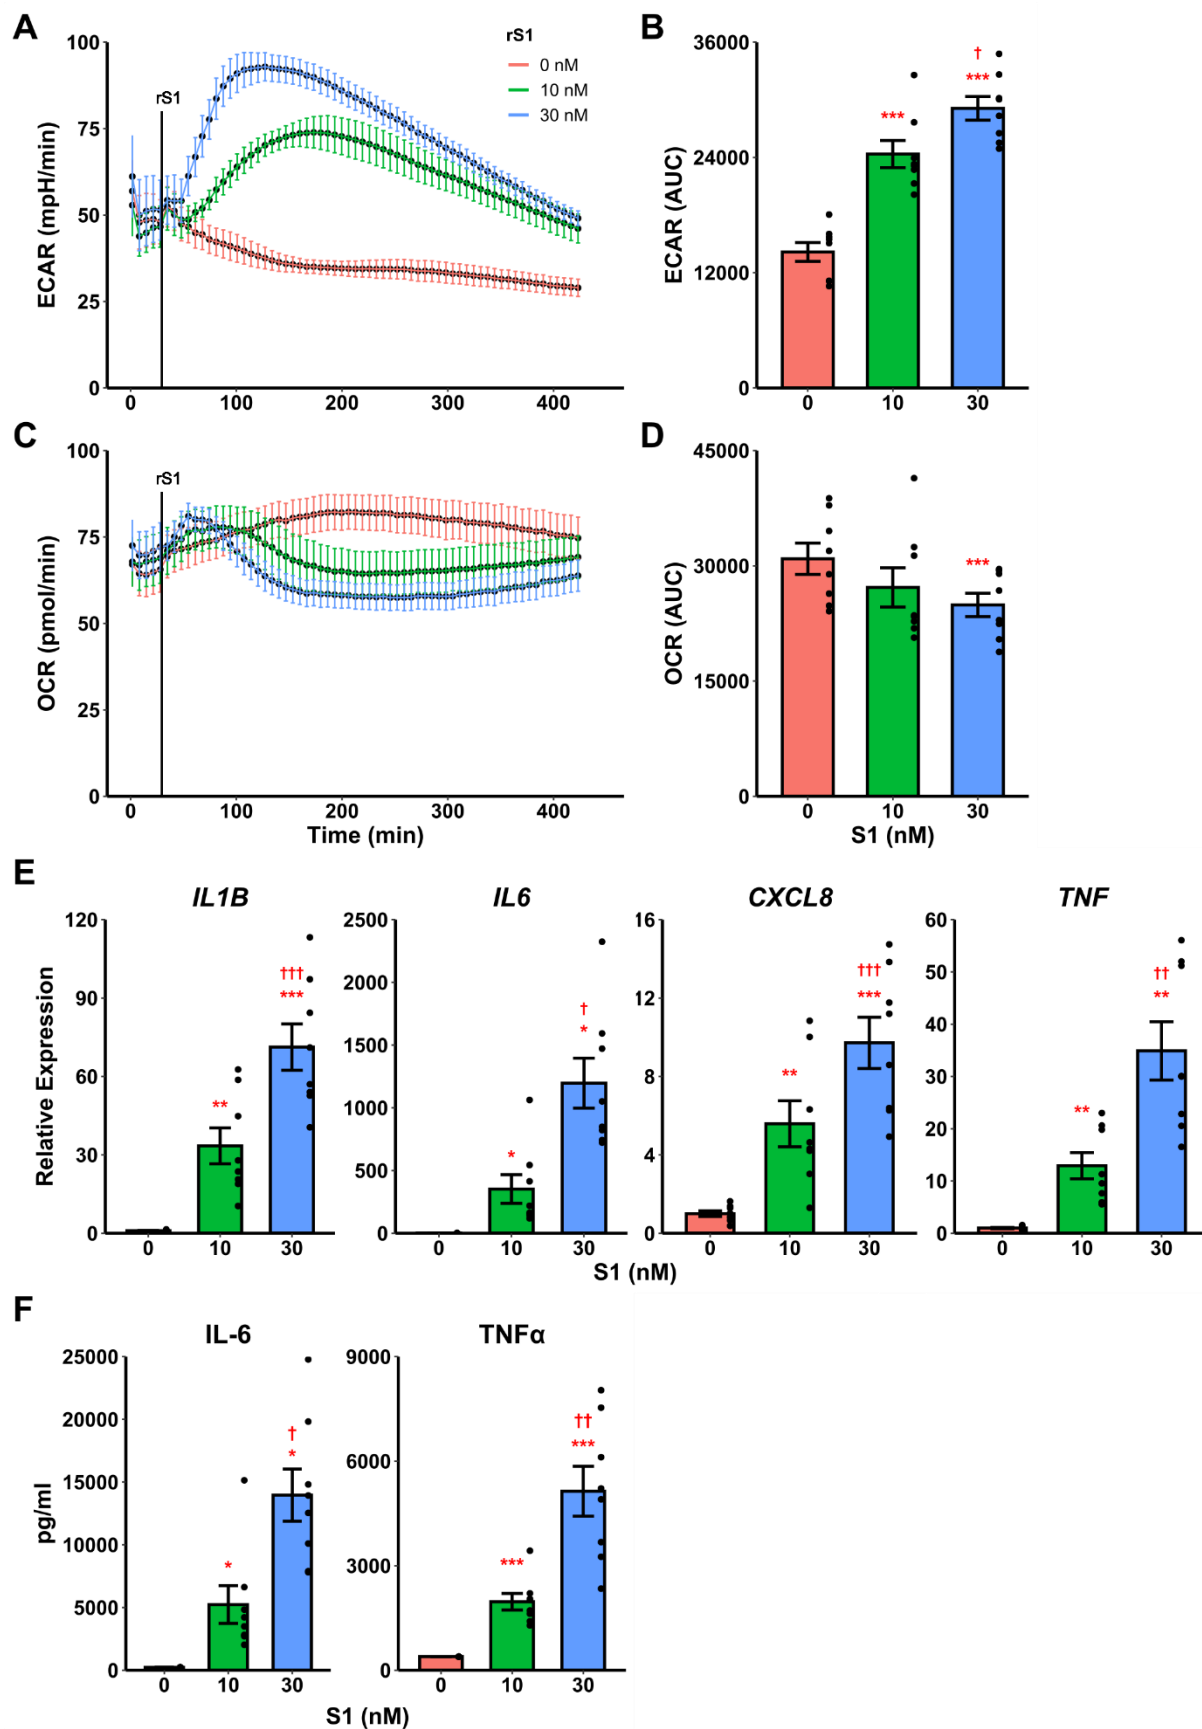 A
ECAR (mpH/min)
100
75
50
25
0
rS1
rS1
0 nM
10 nM
30 nM
0 100 200 300 400
B
ECAR (AUC)
36000
24000
12000
0
***
†
***
0 10 30
C
OCR (pmol/min)
100
75
50
25
0
rS1
0 100 200 300 400
Time (min)
D
OCR (AUC)
45000
30000
15000
0
***
0 10 30
S1 (nM)
E
Relative Expression
IL1B
120
90
60
30
0
**
†††
***
0 10 30
IL6
2500
2000
1500
1000
500
0
*
†
*
0 10 30
CXCL8
16
12
8
4
0
**
†††
***
0 10 30
TNF
60
50
40
30
20
10
0
**
††
**
0 10 30
S1 (nM)
F
pg/ml
IL-6
25000
20000
15000
10000
5000
0
*
†
*
0 10 30
TNFα
9000
6000
3000
0
***
††
***
0 10 30
S1 (nM)